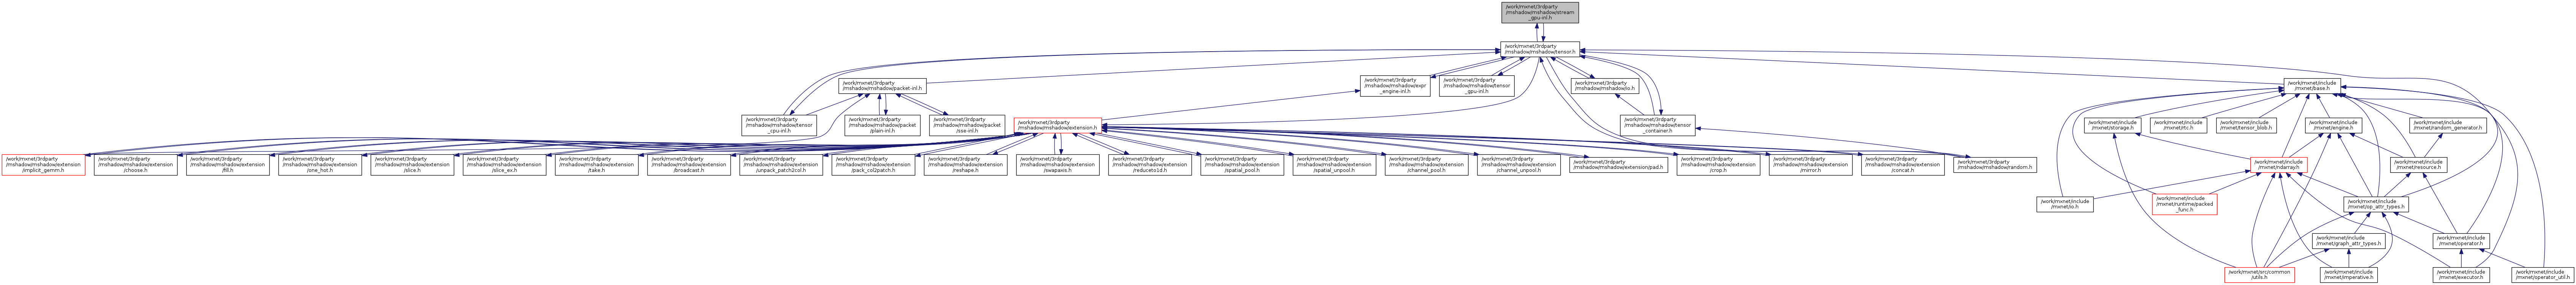 /work/mxnet/3rdparty
/mshadow/mshadow/stream
_gpu-inl.h
/work/mxnet/3rdparty
/mshadow/mshadow/tensor.h
/work/mxnet/3rdparty
/mshadow/mshadow/packet-inl.h
/work/mxnet/3rdparty
/mshadow/mshadow/expr
_engine-inl.h
/work/mxnet/3rdparty
/mshadow/mshadow/tensor
_gpu-inl.h
/work/mxnet/3rdparty
/mshadow/mshadow/io.h
/work/mxnet/include
/mxnet/base.h
/work/mxnet/3rdparty
/mshadow/mshadow/tensor
_cpu-inl.h
/work/mxnet/3rdparty
/mshadow/mshadow/packet
/plain-inl.h
/work/mxnet/3rdparty
/mshadow/mshadow/packet
/sse-inl.h
/work/mxnet/3rdparty
/mshadow/mshadow/extension.h
/work/mxnet/3rdparty
/mshadow/mshadow/tensor
_container.h
/work/mxnet/include
/mxnet/storage.h
/work/mxnet/include
/mxnet/rtc.h
/work/mxnet/include
/mxnet/tensor_blob.h
/work/mxnet/include
/mxnet/engine.h
/work/mxnet/include
/mxnet/random_generator.h
/work/mxnet/3rdparty
/mshadow/mshadow/extension
/implicit_gemm.h
/work/mxnet/3rdparty
/mshadow/mshadow/extension
/choose.h
/work/mxnet/3rdparty
/mshadow/mshadow/extension
/fill.h
/work/mxnet/3rdparty
/mshadow/mshadow/extension
/one_hot.h
/work/mxnet/3rdparty
/mshadow/mshadow/extension
/slice.h
/work/mxnet/3rdparty
/mshadow/mshadow/extension
/slice_ex.h
/work/mxnet/3rdparty
/mshadow/mshadow/extension
/take.h
/work/mxnet/3rdparty
/mshadow/mshadow/extension
/broadcast.h
/work/mxnet/3rdparty
/mshadow/mshadow/extension
/unpack_patch2col.h
/work/mxnet/3rdparty
/mshadow/mshadow/extension
/pack_col2patch.h
/work/mxnet/3rdparty
/mshadow/mshadow/extension
/reshape.h
/work/mxnet/3rdparty
/mshadow/mshadow/extension
/swapaxis.h
/work/mxnet/3rdparty
/mshadow/mshadow/extension
/reduceto1d.h
/work/mxnet/3rdparty
/mshadow/mshadow/extension
/spatial_pool.h
/work/mxnet/3rdparty
/mshadow/mshadow/extension
/spatial_unpool.h
/work/mxnet/3rdparty
/mshadow/mshadow/extension
/channel_pool.h
/work/mxnet/3rdparty
/mshadow/mshadow/extension
/channel_unpool.h
/work/mxnet/3rdparty
/mshadow/mshadow/extension/pad.h
/work/mxnet/3rdparty
/mshadow/mshadow/extension
/crop.h
/work/mxnet/3rdparty
/mshadow/mshadow/extension
/mirror.h
/work/mxnet/3rdparty
/mshadow/mshadow/extension
/concat.h
/work/mxnet/3rdparty
/mshadow/mshadow/random.h
/work/mxnet/include
/mxnet/ndarray.h
/work/mxnet/include
/mxnet/resource.h
/work/mxnet/include
/mxnet/io.h
/work/mxnet/include
/mxnet/runtime/packed
_func.h
/work/mxnet/include
/mxnet/op_attr_types.h
/work/mxnet/include
/mxnet/graph_attr_types.h
/work/mxnet/include
/mxnet/operator.h
/work/mxnet/src/common
/utils.h
/work/mxnet/include
/mxnet/imperative.h
/work/mxnet/include
/mxnet/executor.h
/work/mxnet/include
/mxnet/operator_util.h